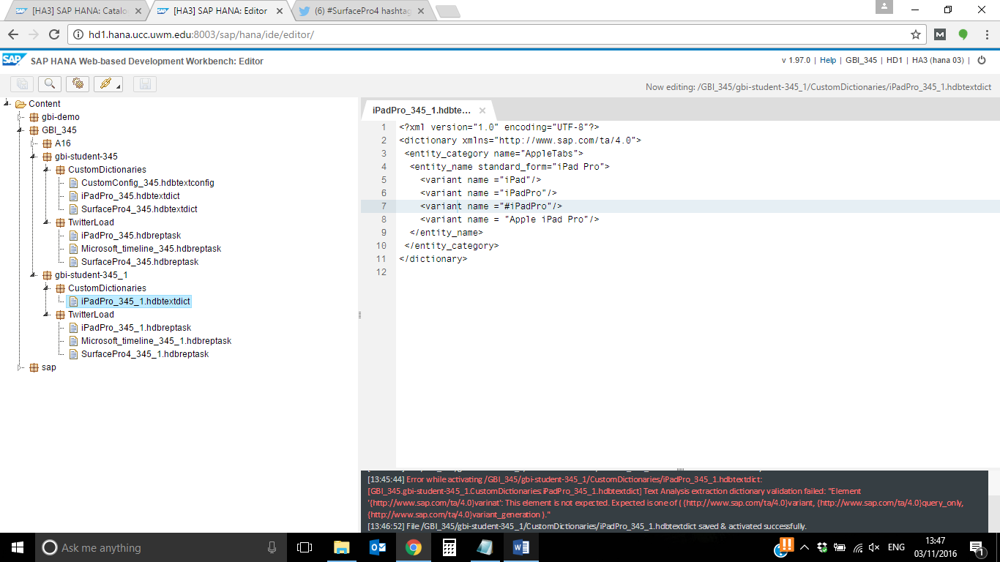 [HA3] SAP HANA: Catalo
[HA3] SAP HANA: Editor
(6) #SurfacePro4 hashtag
hd1.hana.ucc.uwm.edu:8003/sap/hana/ide/editor/
SAP SAP HANA Web-based Development Workbench: Editor
v 1.97.0 | Help | GBI_345 | HD1 | HA3 (hana 03) |
Now editing: /GBI_345/gbi-student-345_1/CustomDictionaries/iPadPro_345_1.hdbtextdict
Content
gbi-demo
GBI_345
A16
gbi-student-345
CustomDictionaries
CustomConfig_345.hdbtextconfig
iPadPro_345.hdbtextdict
SurfacePro4_345.hdbtextdict
TwitterLoad
iPadPro_345.hdbreptask
Microsoft_timeline_345.hdbreptask
SurfacePro4_345.hdbreptask
gbi-student-345_1
CustomDictionaries
iPadPro_345_1.hdbtextdict
TwitterLoad
iPadPro_345_1.hdbreptask
Microsoft_timeline_345_1.hdbreptask
SurfacePro4_345_1.hdbreptask
sap
iPadPro_345_1.hdbte...
1 <?xml version="1.0" encoding="UTF-8"?>
2 <dictionary xmlns="http://www.sap.com/ta/4.0">
3 <entity_category name="AppleTabs">
4 <entity_name standard_form="iPad Pro">
5 <variant name ="iPad"/>
6 <variant name ="iPadPro"/>
7 <variant name ="#iPadPro"/>
8 <variant name = "Apple iPad Pro"/>
9 </entity_name>
10 </entity_category>
11 </dictionary>
12
[13:45:44] Error while activating /GBI_345/gbi-student-345_1/CustomDictionaries/iPadPro_345_1.hdbtextdict:
[GBI_345.gbi-student-345_1.CustomDictionaries:iPadPro_345_1.hdbtextdict] Text Analysis extraction dictionary validation failed: "Element
'{http://www.sap.com/ta/4.0}varinat': This element is not expected. Expected is one of ( {http://www.sap.com/ta/4.0}variant, {http://www.sap.com/ta/4.0}query_only,
{http://www.sap.com/ta/4.0}variant_generation )."
[13:46:52] File /GBI_345/gbi-student-345_1/CustomDictionaries/iPadPro_345_1.hdbtextdict saved & activated successfully.
Ask me anything
ENG
13:47
03/11/2016
1